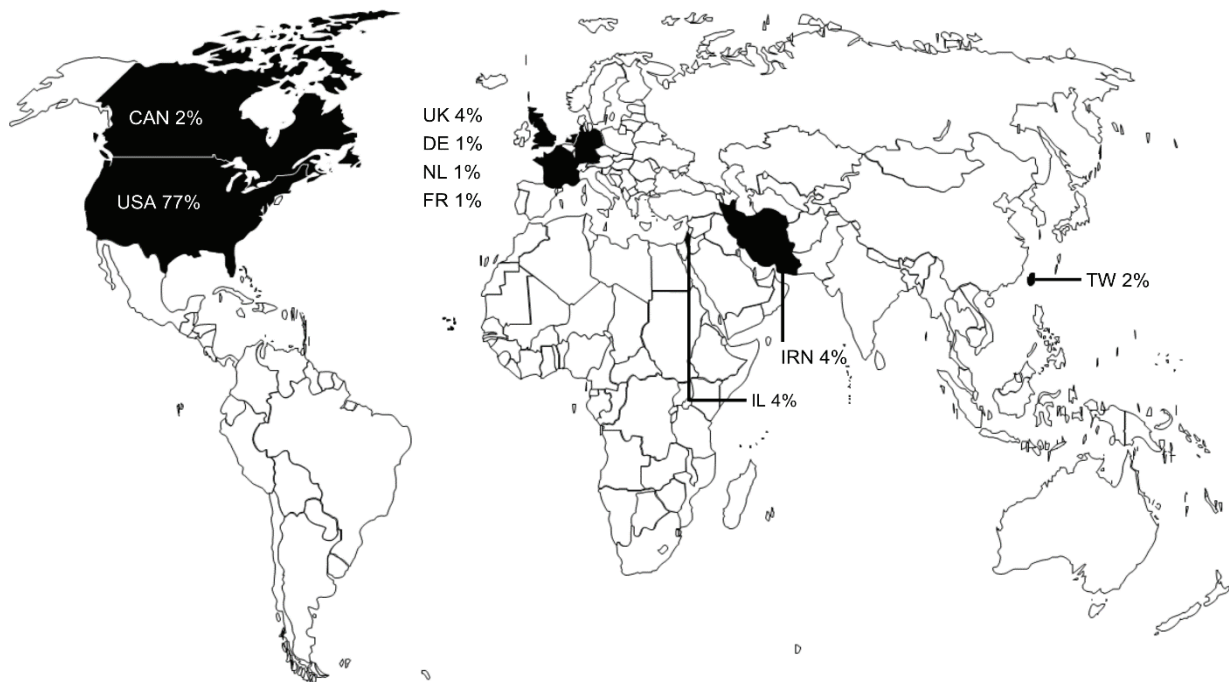 CAN 2%
USA 77%
UK 4%
DE 1%
NL 1%
FR 1%
TW 2%
IRN 4%
IL 4%